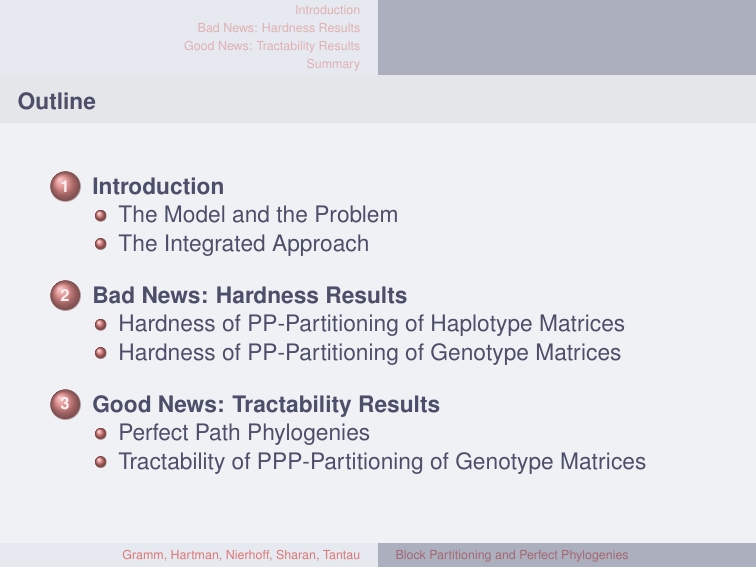 Introduction
Bad News: Hardness Results
Good News: Tractability Results
Summary
Outline
1 Introduction
The Model and the Problem
The Integrated Approach
2 Bad News: Hardness Results
Hardness of PP-Partitioning of Haplotype Matrices
Hardness of PP-Partitioning of Genotype Matrices
3 Good News: Tractability Results
Perfect Path Phylogenies
Tractability of PPP-Partitioning of Genotype Matrices
Gramm, Hartman, Nierhoff, Sharan, Tantau
Block Partitioning and Perfect Phylogenies